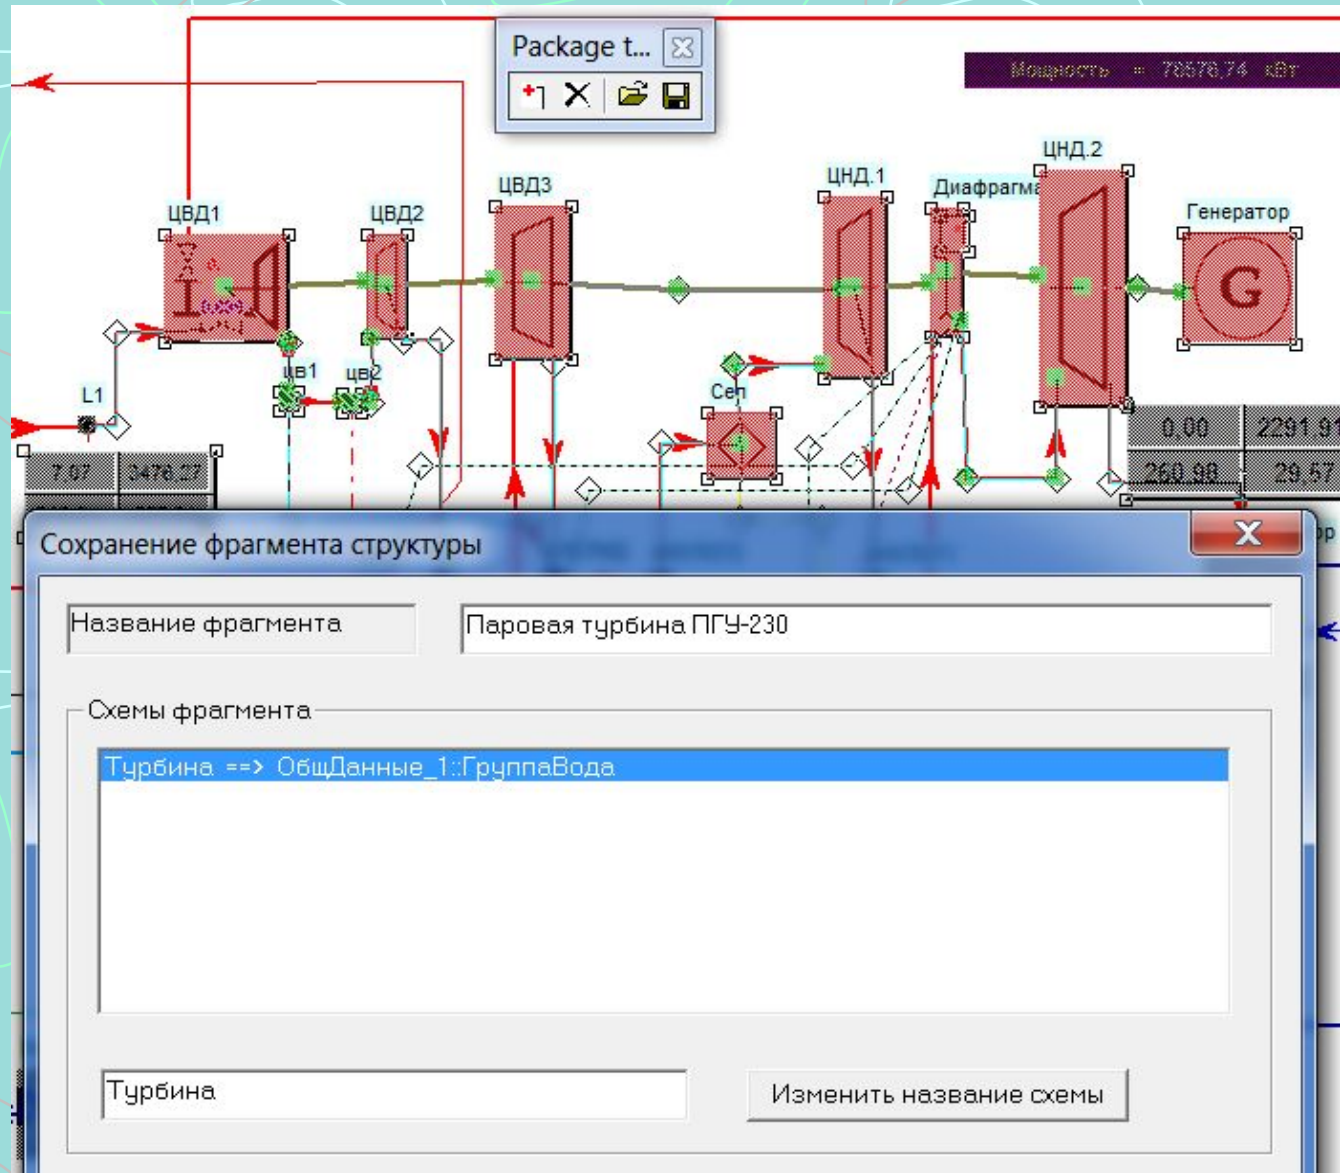 Package t...
Мощность = 78578,74 кВт
ЦНД.2
ЦВД3
ЦНД.1
Диафрагма
ЦВД1
ЦВД2
Генератор
G
цв1
цв2
L1
Сеп
0,00 2291,91
260,98 29,57
7,07 3476,27
Сохранение фрагмента структуры
ор
Название фрагмента
Паровая турбина ПГУ-230
Схемы фрагмента
Турбина ==> ОбщДанные_1::ГруппаВода
Турбина
Изменить название схемы